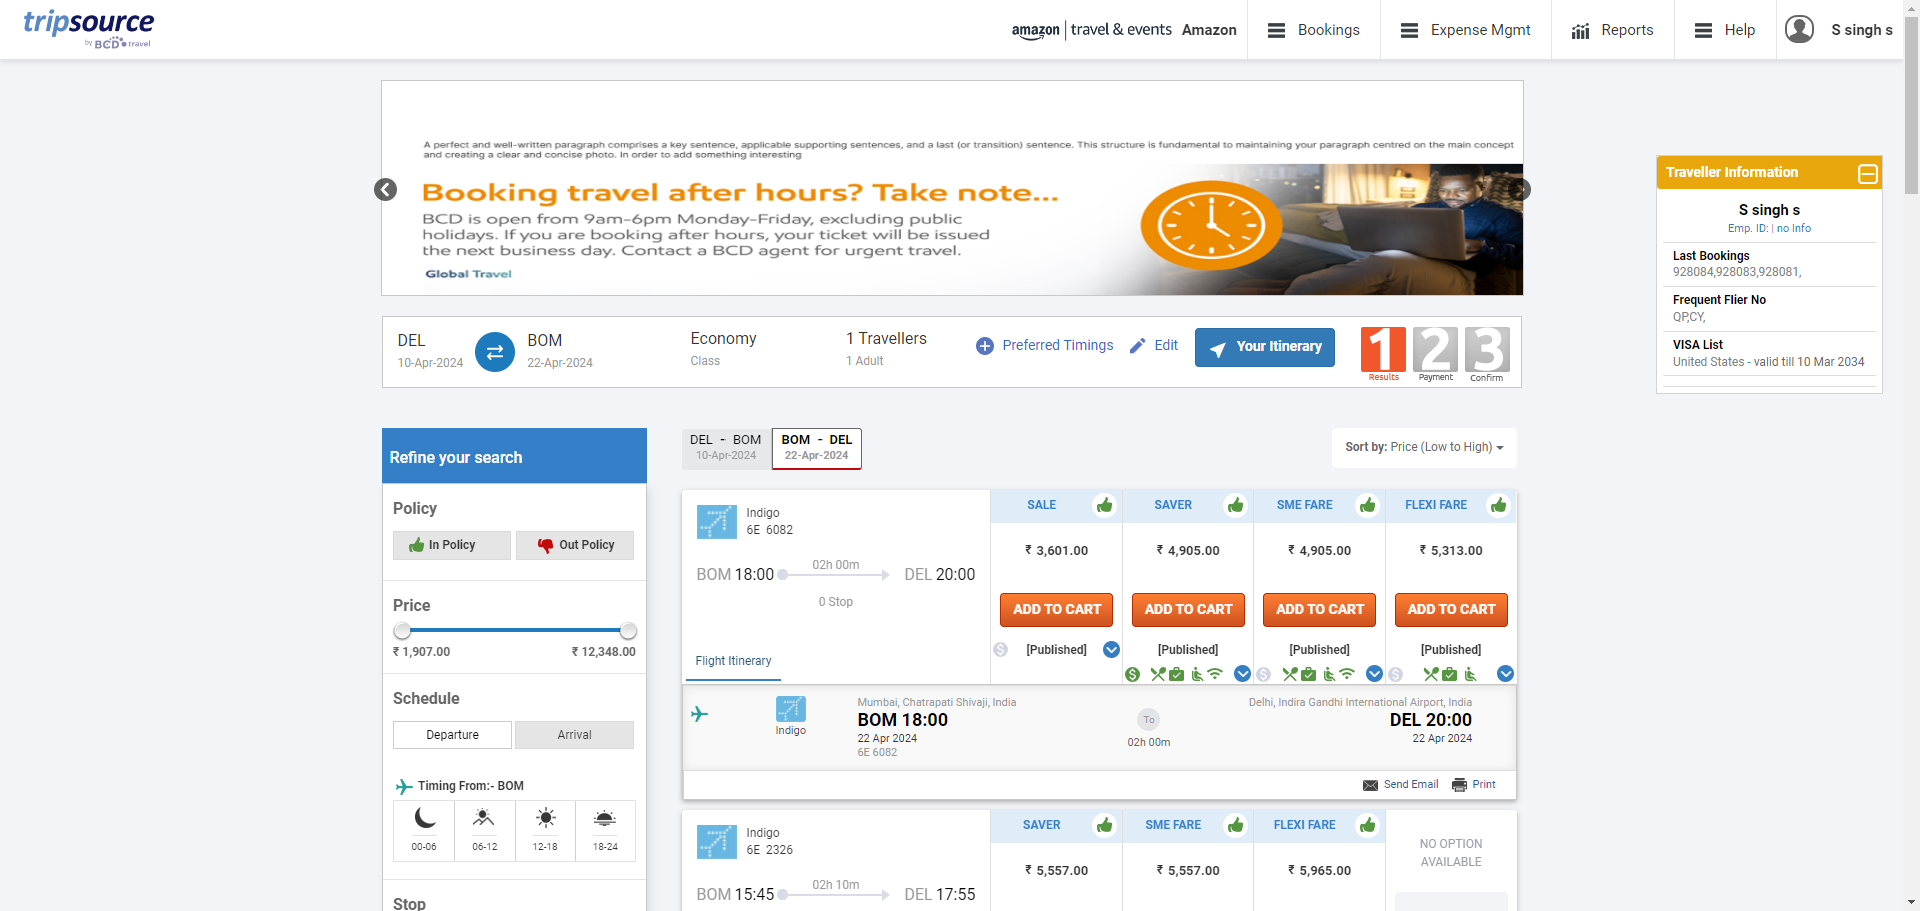 tripsource
by BCD travel
amazon | travel & events Amazon
Bookings
Expense Mgmt
Reports
Help
S singh s
A perfect and well-written paragraph comprises a key sentence, applicable supporting sentences, and a last (or transition) sentence. This structure is fundamental to maintaining your paragraph centred on the main concept
and creating a clear and concise photo. In order to add something interesting
Booking travel after hours? Take note...
BCD is open from 9am-6pm Monday-Friday, excluding public
holidays. If you are booking after hours, your ticket will be issued
the next business day. Contact a BCD agent for urgent travel.
Global Travel
Traveller Information
S singh s
Emp. ID: | no Info
Last Bookings
928084,928083,928081,
Frequent Flier No
QP,CY,
VISA List
United States - valid till 10 Mar 2034
DEL
10-Apr-2024
BOM
22-Apr-2024
Economy
Class
1 Travellers
1 Adult
Preferred Timings
Edit
Your Itinerary
1 2 3
Results Payment Confirm
Refine your search
Policy
In Policy Out Policy
Price
₹ 1,907.00 ₹ 12,348.00
Schedule
Departure Arrival
Timing From:- BOM
00-06 06-12 12-18 18-24
Stop
DEL - BOM
10-Apr-2024
BOM - DEL
22-Apr-2024
Sort by: Price (Low to High)
Indigo
6E 6082
BOM 18:00 02h 00m DEL 20:00
0 Stop
Flight Itinerary
SALE SAVER SME FARE FLEXI FARE
₹ 3,601.00 ₹ 4,905.00 ₹ 4,905.00 ₹ 5,313.00
ADD TO CART ADD TO CART ADD TO CART ADD TO CART
[Published] [Published] [Published] [Published]
Indigo
Mumbai, Chatrapati Shivaji, India
BOM 18:00
22 Apr 2024
6E 6082
To
02h 00m
Delhi, Indira Gandhi International Airport, India
DEL 20:00
22 Apr 2024
Send Email Print
Indigo
6E 2326
BOM 15:45 02h 10m DEL 17:55
SAVER SME FARE FLEXI FARE
₹ 5,557.00 ₹ 5,557.00 ₹ 5,965.00
NO OPTION
AVAILABLE